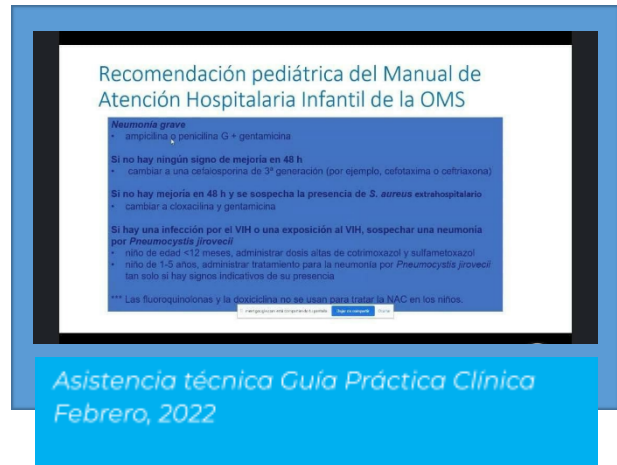 Recomendación pediátrica del Manual de
Atención Hospitalaria Infantil de la OMS
Neumonía grave
• ampicilina o penicilina G + gentamicina
Si no hay ningún signo de mejoría en 48 h
• cambiar a una cefalosporina de 3ª generación (por ejemplo, cefotaxima o ceftriaxona)
Si no hay mejoría en 48 h y se sospecha la presencia de S. aureus extrahospitalario
• cambiar a cloxacilina y gentamicina
Si hay una infección por el VIH o una exposición al VIH, sospechar una neumonía
por Pneumocystis jirovecii
• niño de edad <12 meses, administrar dosis altas de cotrimoxazol y sulfametoxazol
• niño de 1-5 años, administrar tratamiento para la neumonía por Pneumocystis jirovecii
tan solo si hay signos indicativos de su presencia
*** Las fluoroquinolonas y la doxiciclina no se usan para tratar la NAC en los niños.
Asistencia técnica Guía Práctica Clínica
Febrero, 2022